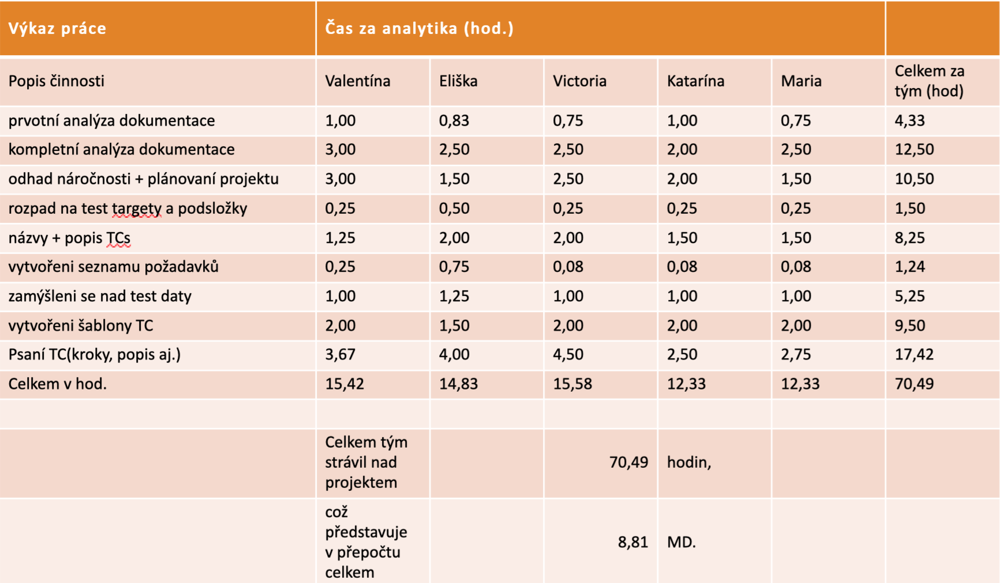 Výkaz práce Čas za analytika (hod.)
Popis činnosti Valentína Eliška Victoria Katarína Maria Celkem za
tým (hod)
prvotní analýza dokumentace 1,00 0,83 0,75 1,00 0,75 4,33
kompletní analýza dokumentace 3,00 2,50 2,50 2,00 2,50 12,50
odhad náročnosti + plánovaní projektu 3,00 1,50 2,50 2,00 1,50 10,50
rozpad na test targety a podsložky 0,25 0,50 0,25 0,25 0,25 1,50
názvy + popis TCs 1,25 2,00 2,00 1,50 1,50 8,25
vytvořeni seznamu požadavků 0,25 0,75 0,08 0,08 0,08 1,24
zamýšleni se nad test daty 1,00 1,25 1,00 1,00 1,00 5,25
vytvořeni šablony TC 2,00 1,50 2,00 2,00 2,00 9,50
Psaní TC(kroky, popis aj.) 3,67 4,00 4,50 2,50 2,75 17,42
Celkem v hod. 15,42 14,83 15,58 12,33 12,33 70,49
Celkem tým
strávil nad
projektem
70,49 hodin,
což
představuje
v přepočtu
celkem
8,81 MD.